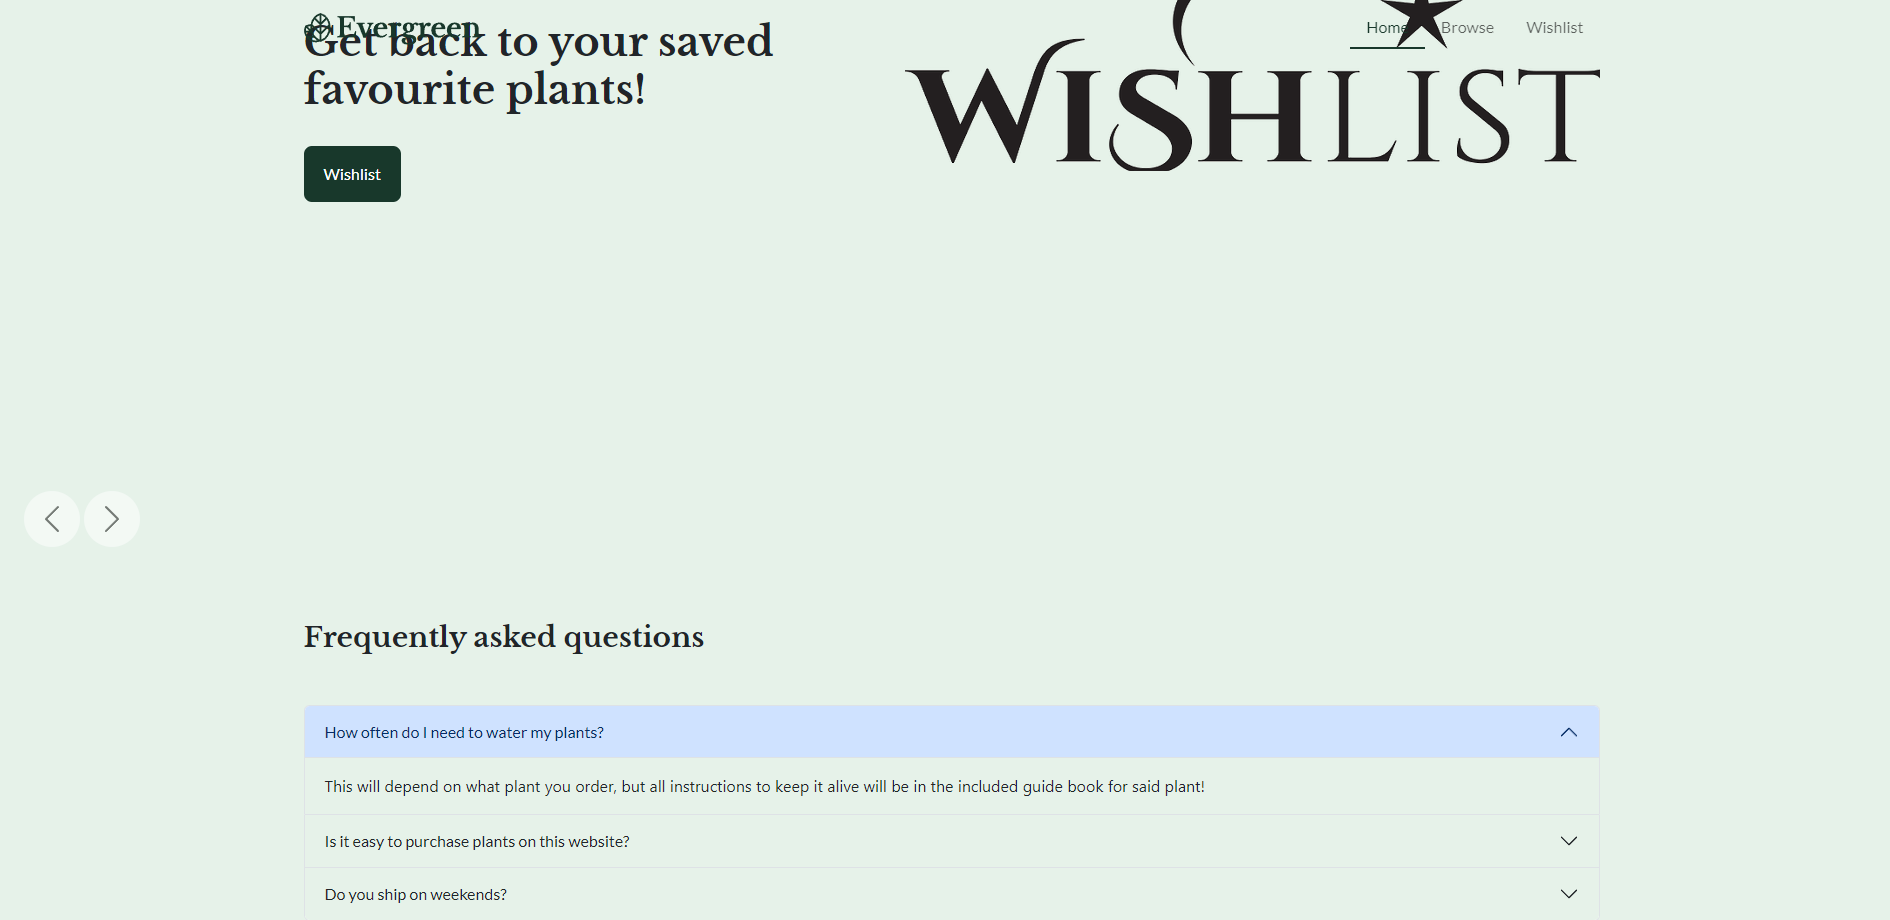 Evergreen
Home Browse Wishlist
Get back to your saved
favourite plants!
WISHLIST
Wishlist
Frequently asked questions
How often do I need to water my plants?
This will depend on what plant you order, but all instructions to keep it alive will be in the included guide book for said plant!
Is it easy to purchase plants on this website?
Do you ship on weekends?